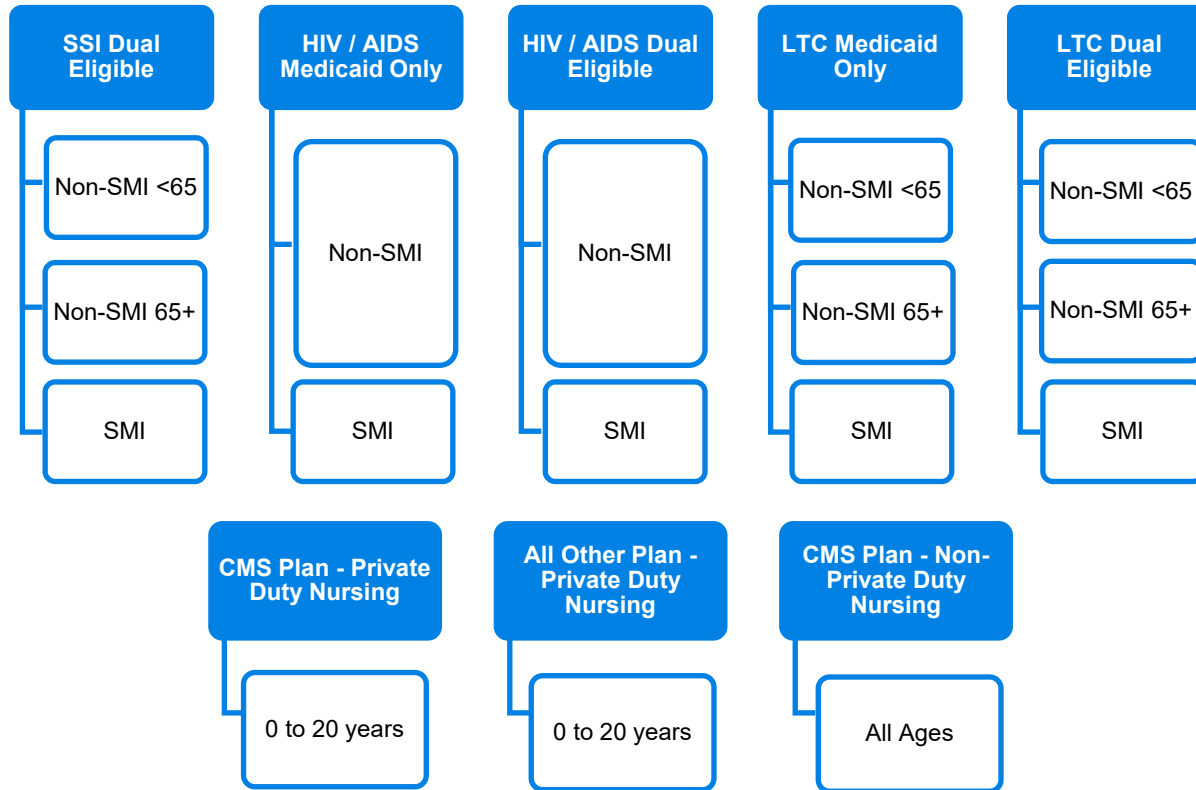 SSI Dual
Eligible
Non-SMI <65
Non-SMI 65+
SMI
HIV / AIDS
Medicaid Only
Non-SMI
SMI
HIV / AIDS Dual
Eligible
Non-SMI
SMI
LTC Medicaid
Only
Non-SMI <65
Non-SMI 65+
SMI
LTC Dual
Eligible
Non-SMI <65
Non-SMI 65+
SMI
CMS Plan - Private
Duty Nursing
0 to 20 years
All Other Plan -
Private Duty
Nursing
0 to 20 years
CMS Plan - Non-
Private Duty
Nursing
All Ages